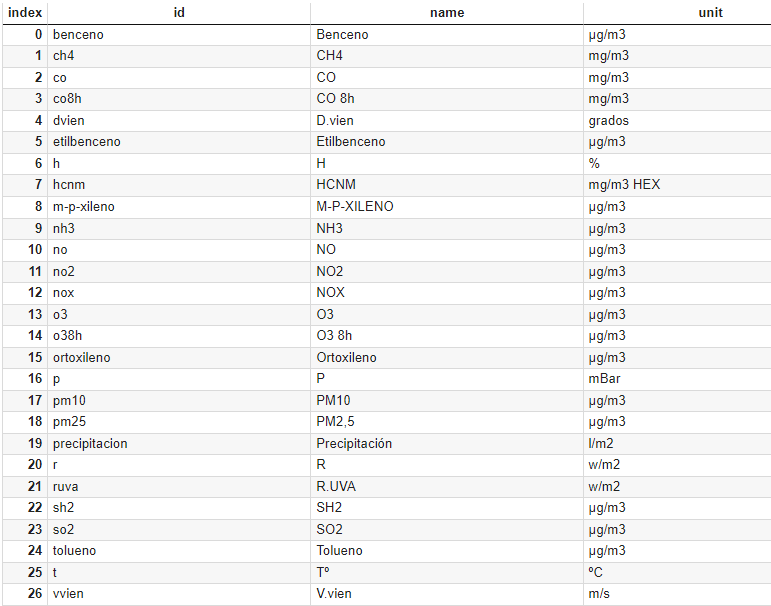 index id name unit
0 benceno Benceno µg/m3
1 ch4 CH4 mg/m3
2 co CO mg/m3
3 co8h CO 8h mg/m3
4 dvien D.vien grados
5 etilbenceno Etilbenceno µg/m3
6 h H %
7 hcnm HCNM mg/m3 HEX
8 m-p-xileno M-P-XILENO µg/m3
9 nh3 NH3 µg/m3
10 no NO µg/m3
11 no2 NO2 µg/m3
12 nox NOX µg/m3
13 o3 O3 µg/m3
14 o38h O3 8h µg/m3
15 ortoxileno Ortoxileno µg/m3
16 p P mBar
17 pm10 PM10 µg/m3
18 pm25 PM2,5 µg/m3
19 precipitacion Precipitación l/m2
20 r R w/m2
21 ruva R.UVA w/m2
22 sh2 SH2 µg/m3
23 so2 SO2 µg/m3
24 tolueno Tolueno µg/m3
25 t Tº ºC
26 vvien V.vien m/s